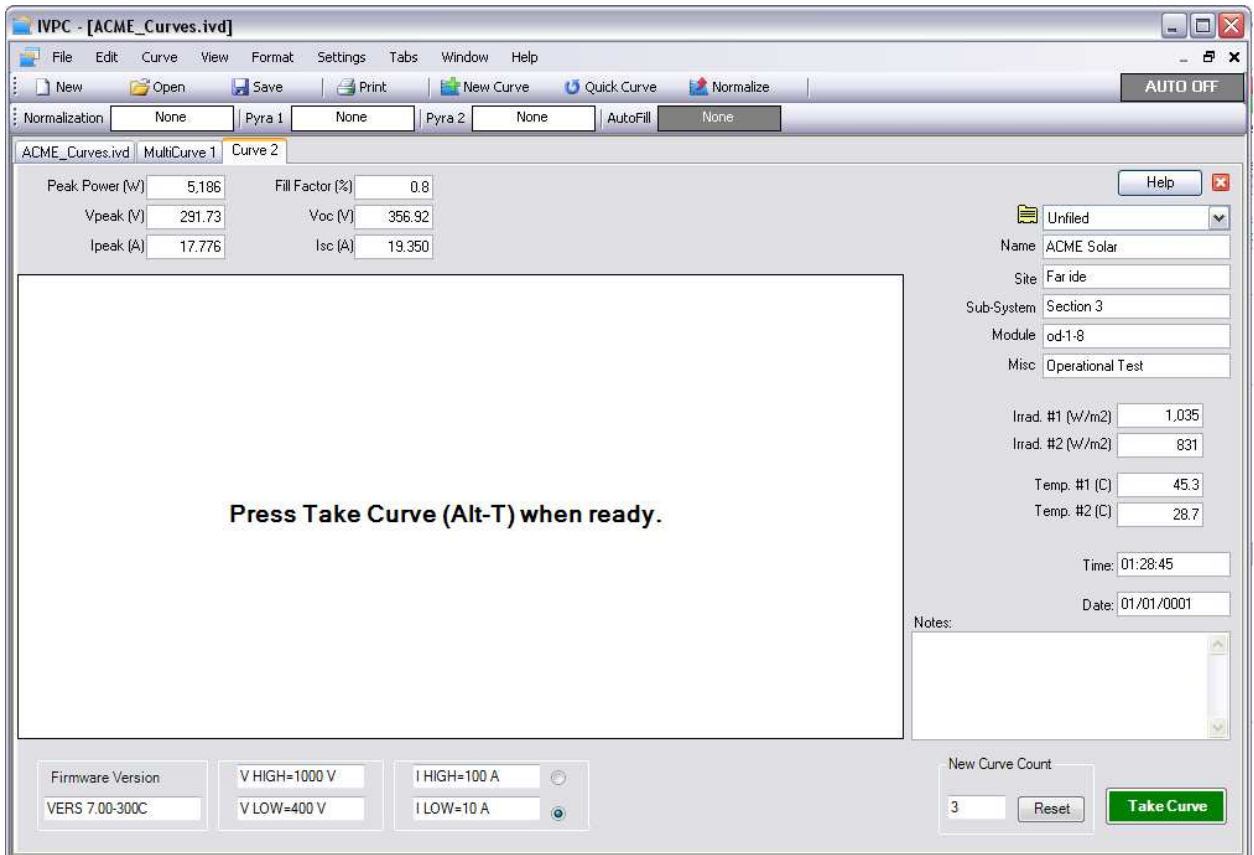 IVPC - [ACME_Curves.ivd]
File Edit Curve View Format Settings Tabs Window Help
New Open Save Print New Curve Quick Curve Normalize AUTO OFF
Normalization None Pyra 1 None Pyra 2 None AutoFill None
ACME_Curves.ivd MultiCurve 1 Curve 2
Peak Power (W) 5,186 Fill Factor (%) 0.8 Help
Vpeak (V) 291.73 Voc (V) 356.92 Unfiled
Ipeak (A) 17.776 Isc (A) 19.350 Name ACME Solar
Site Far ide
Sub-System Section 3
Module od-1-8
Misc Operational Test
Irrad. #1 (W/m2) 1,035
Irrad. #2 (W/m2) 831
Temp. #1 (C) 45.3
Temp. #2 (C) 28.7
Press Take Curve (Alt-T) when ready.
Time: 01:28:45
Date: 01/01/0001
Notes:
Firmware Version V HIGH=1000 V I HIGH=100 A New Curve Count
VERS 7.00-300C V LOW=400 V I LOW=10 A 3 Reset Take Curve